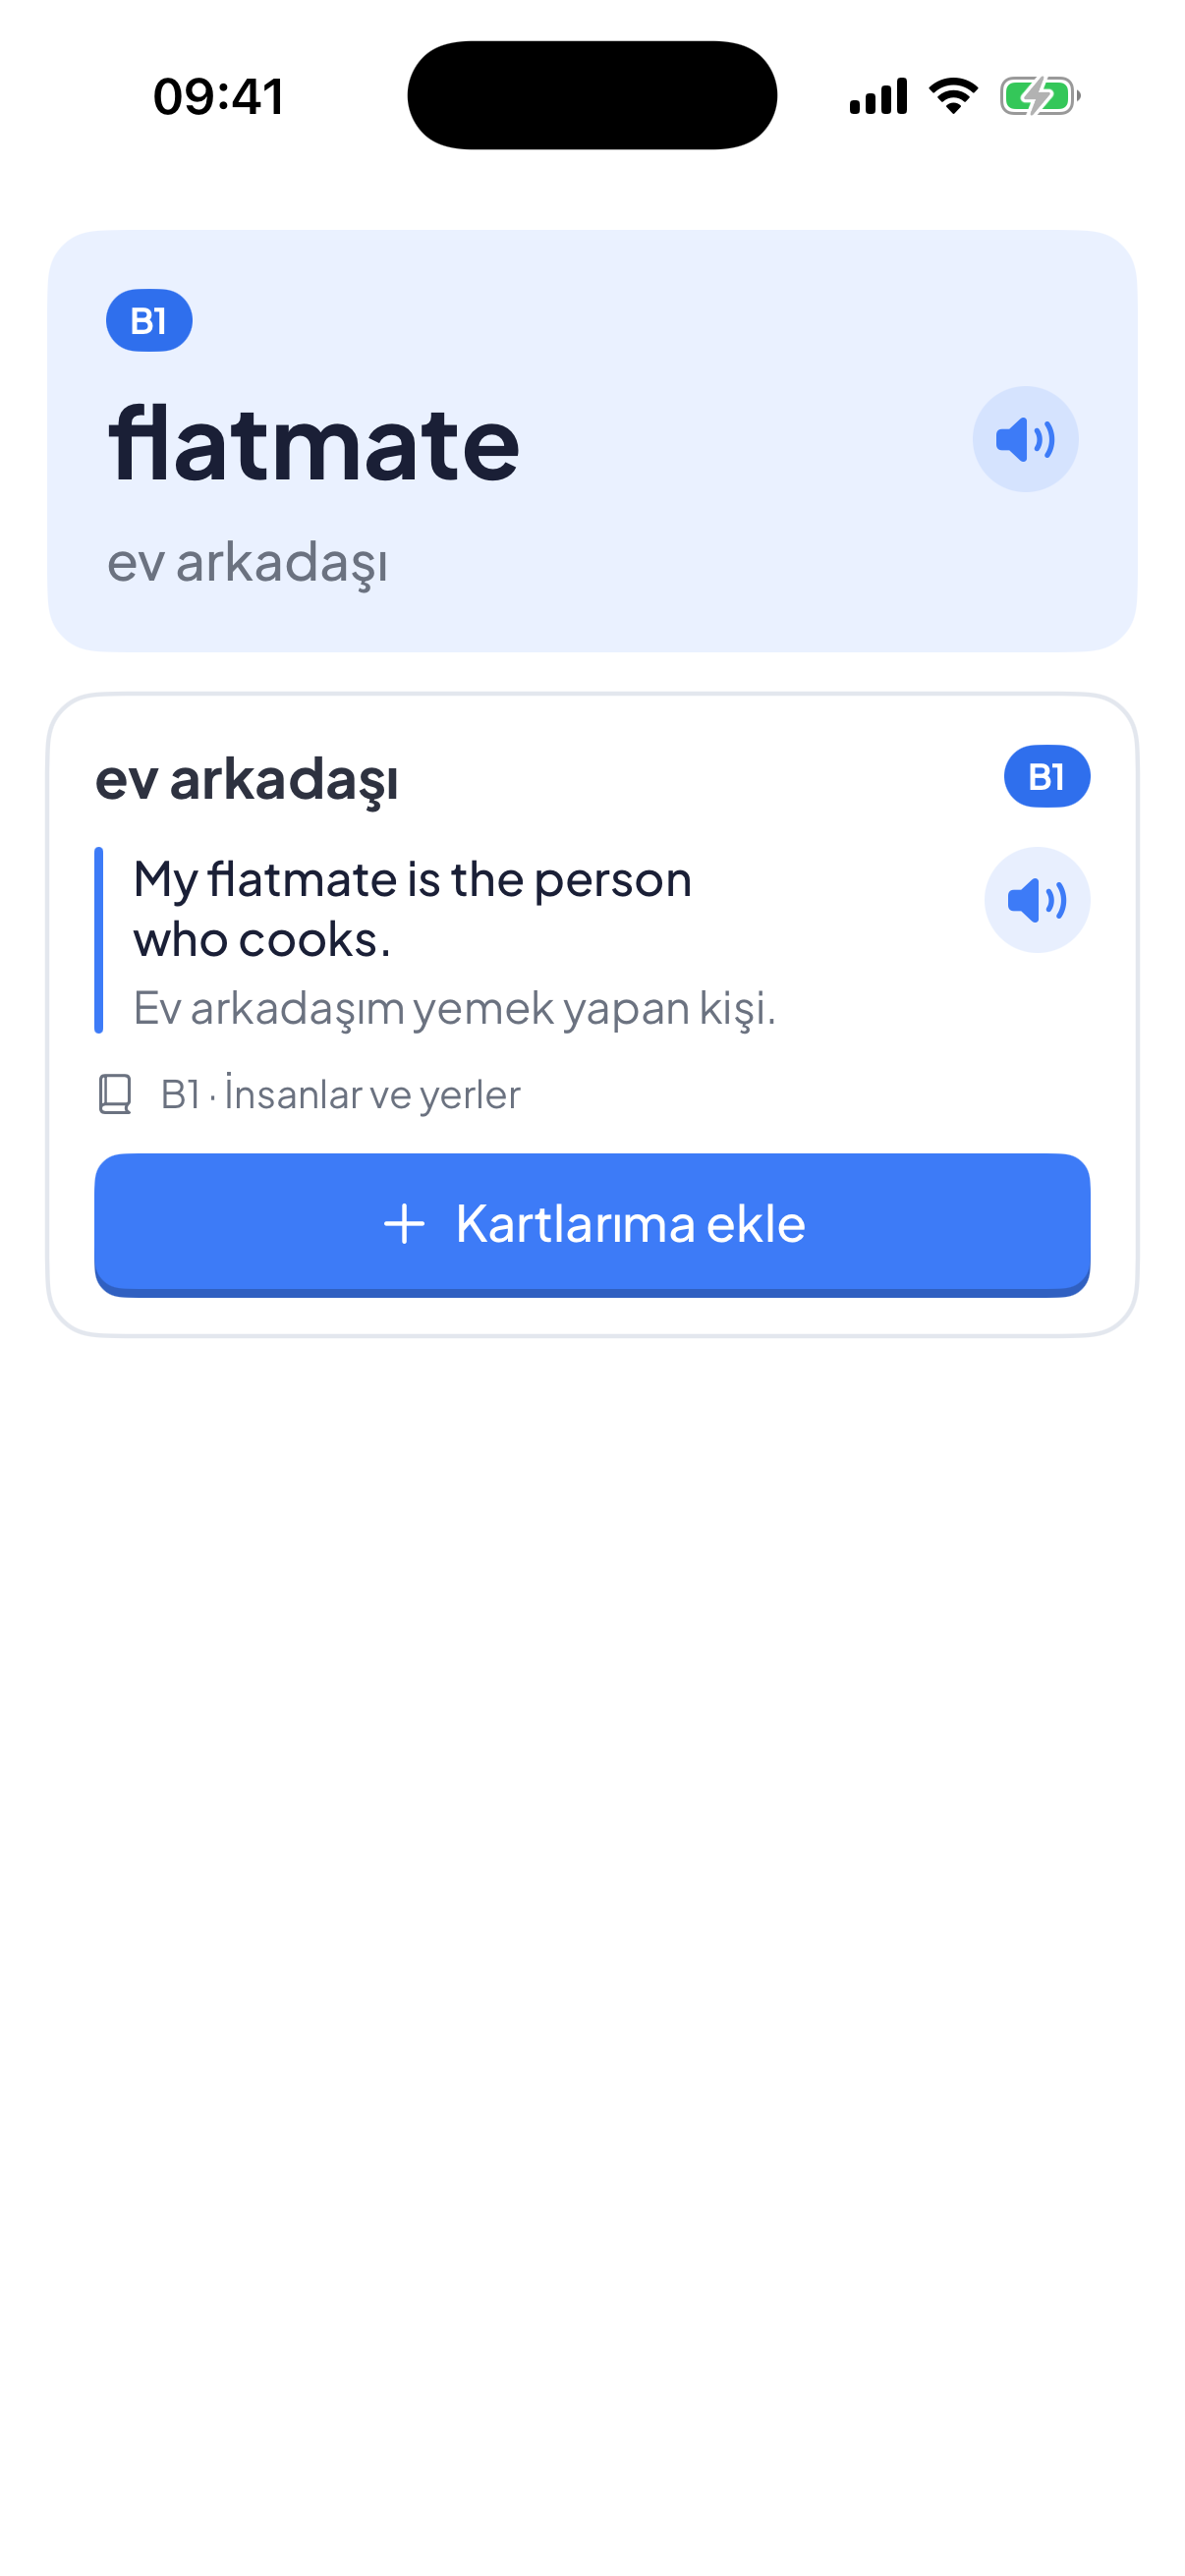 09:41
B1
flatmate
ev arkadaşı
ev arkadaşı
B1
My flatmate is the person
who cooks.
Ev arkadaşım yemek yapan kişi.
B1 · İnsanlar ve yerler
+ Kartlarıma ekle